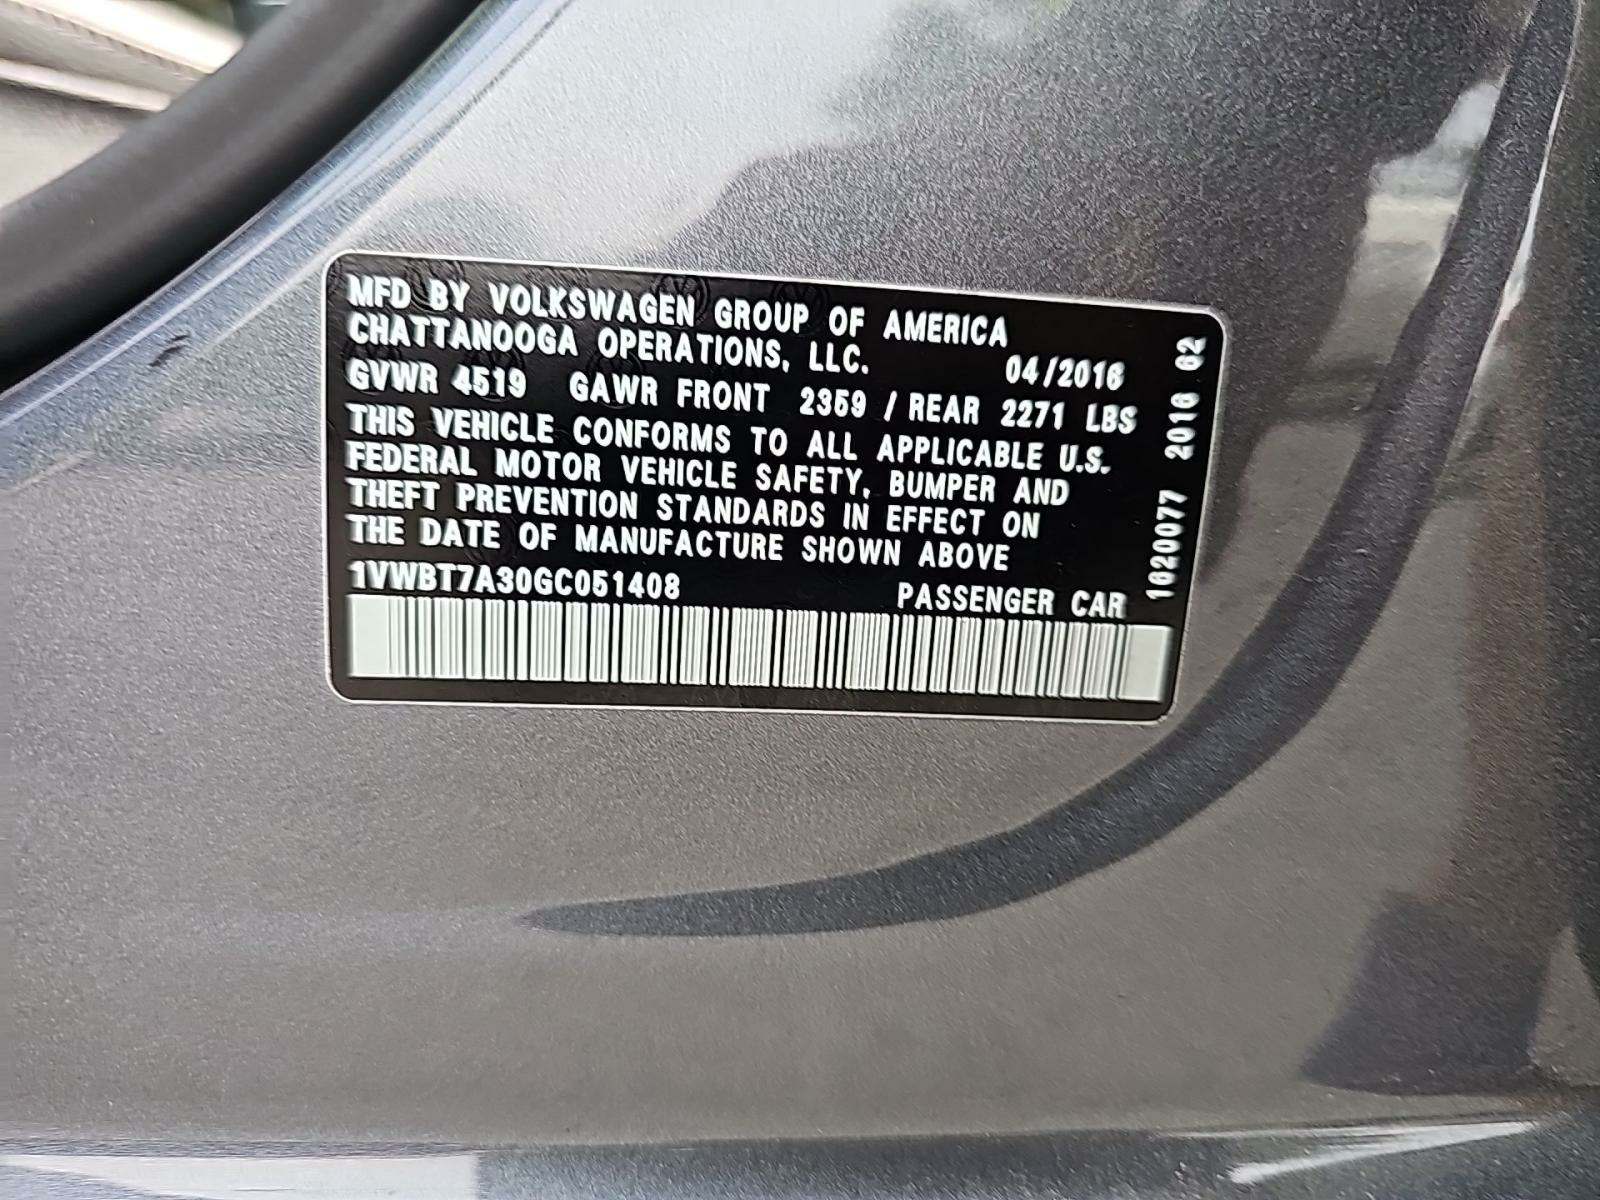 MFD BY VOLKSWAGEN GROUP OF AMERICA
CHATTANOOGA OPERATIONS, LLC.
04/2016
GVWR 4519 GAWR FRONT 2359 / REAR 2271 LBS
THIS VEHICLE CONFORMS TO ALL APPLICABLE U.S.
FEDERAL MOTOR VEHICLE SAFETY, BUMPER AND
THEFT PREVENTION STANDARDS IN EFFECT ON
THE DATE OF MANUFACTURE SHOWN ABOVE
1VWBT7A30GC051408
PASSENGER CAR
1620077 2016 62